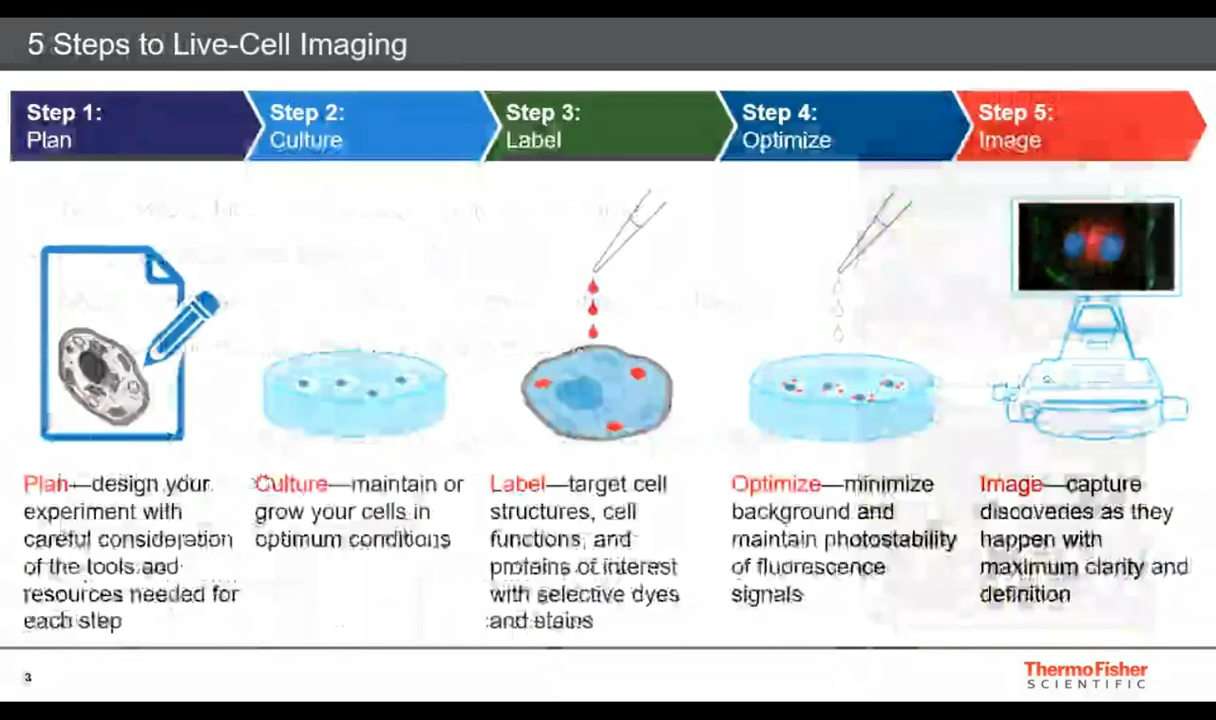 5 Steps to Live-Cell Imaging
Step 1:
Plan
Step 2:
Culture
Step 3:
Label
Step 4:
Optimize
Step 5:
Image
Plan—design your
experiment with
careful consideration
of the tools and
resources needed for
each step
Culture—maintain or
grow your cells in
optimum conditions
Label—target cell
structures, cell
functions, and
proteins of interest
with selective dyes
and stains
Optimize—minimize
background and
maintain photostability
of fluorescence
signals
Image—capture
discoveries as they
happen with
maximum clarity and
definition
3
ThermoFisher
SCIENTIFIC